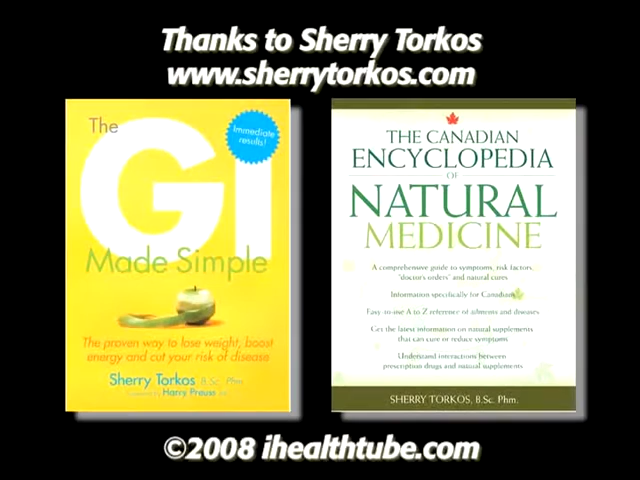 Thanks to Sherry Torkos
www.sherrytorkos.com
The
GI
Made Simple
Immediate
results!
The proven way to lose weight, boost
energy and cut your risk of disease
Sherry Torkos B.Sc. Phm.
Harry Preuss
THE CANADIAN
ENCYCLOPEDIA
OF
NATURAL
MEDICINE
A comprehensive guide to symptoms, risk factors,
"doctor's orders" and natural cures
Information specifically for Canadians
Easy-to-use A to Z reference of ailments and diseases
Get the latest information on natural supplements
that can cure or reduce symptoms
Understand interactions between
prescription drugs and natural supplements
SHERRY TORKOS, B.Sc. Phm.
©2008 ihealthtube.com